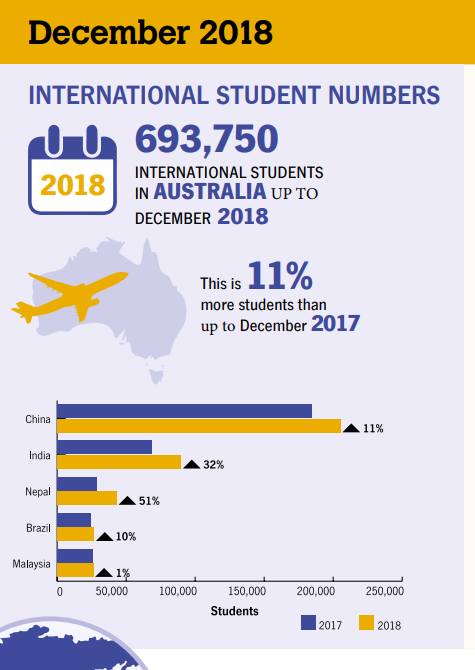 December 2018
INTERNATIONAL STUDENT NUMBERS
2018
693,750
INTERNATIONAL STUDENTS
IN AUSTRALIA UP TO
DECEMBER 2018
This is 11%
more students than
up to December 2017
China
11%
India
32%
Nepal
51%
Brazil
10%
Malaysia
1%
0 50,000 100,000 150,000 200,000 250,000
Students
2017 2018